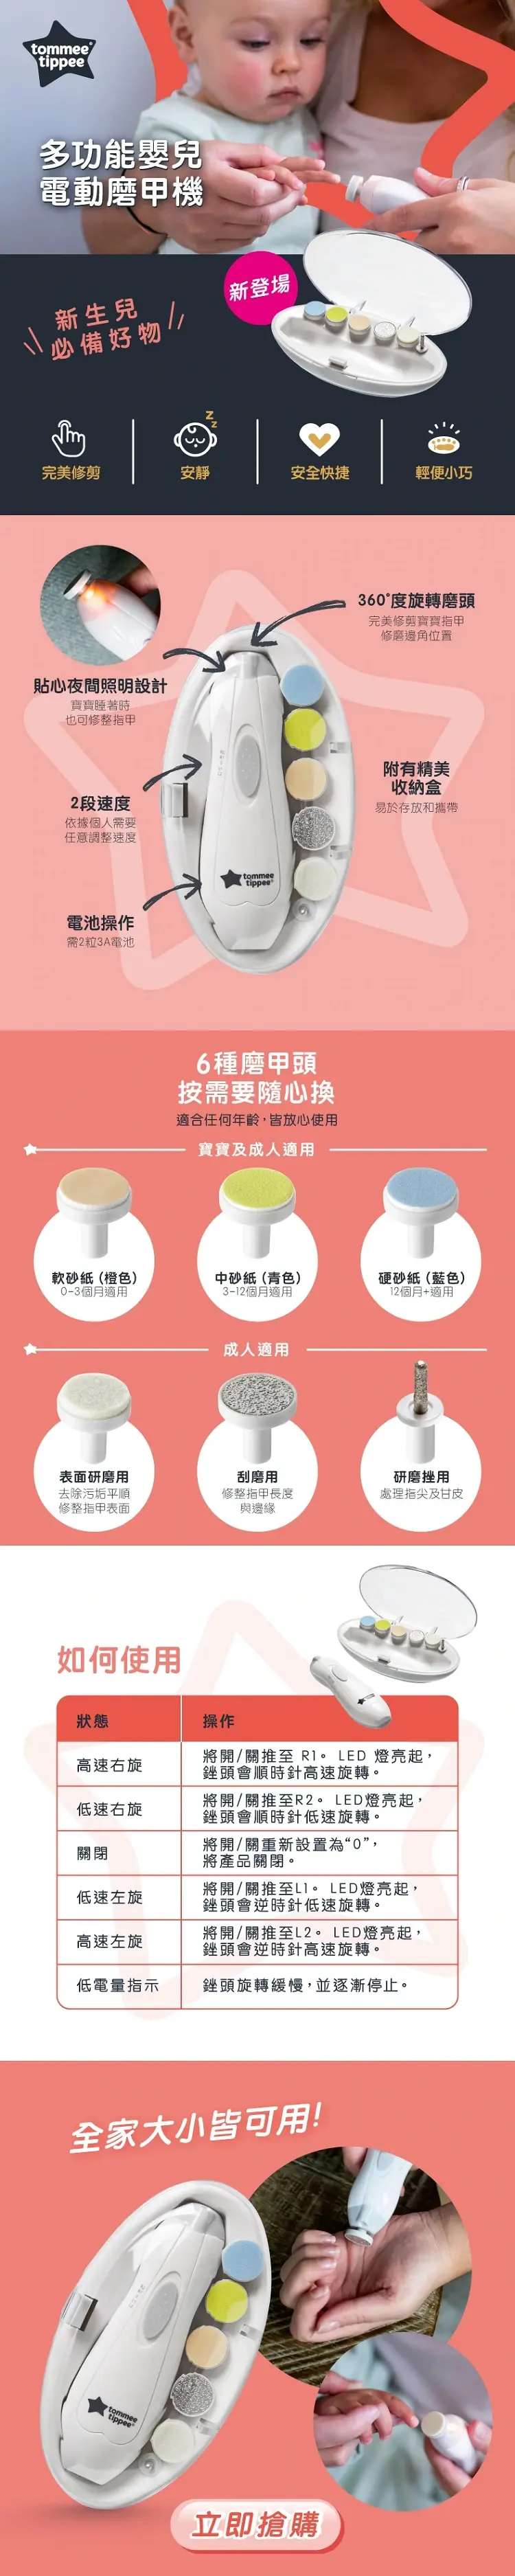 tommee
tippee
多功能嬰兒
電動磨甲機
新登場
新生兒
必備好物
z
z
完美修剪
安靜
安全快捷
輕便小巧
360°度旋轉磨頭
完美修剪寶寶指甲
修磨邊角位置
貼心夜間照明設計
寶寶睡著時
也可修整指甲
附有精美
收納盒
易於存放和攜帶
2段速度
依據個人需要
任意調整速度
tommee
tippee
電池操作
需2粒3A電池
6種磨甲頭
按需要隨心換
適合任何年齡，皆放心使用
寶寶及成人適用
軟砂紙 (橙色)
0-3個月適用
中砂紙 (青色)
3-12個月適用
硬砂紙 (藍色)
12個月+適用
成人適用
表面研磨用
去除污垢平順
修整指甲表面
刮磨用
修整指甲長度
與邊緣
研磨挫用
處理指尖及甘皮
如何使用
狀態
操作
高速右旋
將開/關推至 R1。 LED 燈亮起，
銼頭會順時針高速旋轉。
低速右旋
將開/關推至R2。 LED燈亮起，
銼頭會順時針低速旋轉。
關閉
將開/關重新設置為“0”，
將產品關閉。
低速左旋
將開/關推至L1。 LED燈亮起，
銼頭會逆時針低速旋轉。
高速左旋
將開/關推至L2。 LED燈亮起，
銼頭會逆時針高速旋轉。
低電量指示
銼頭旋轉緩慢，並逐漸停止。
全家大小皆可用!
tommee
tippee
立即搶購